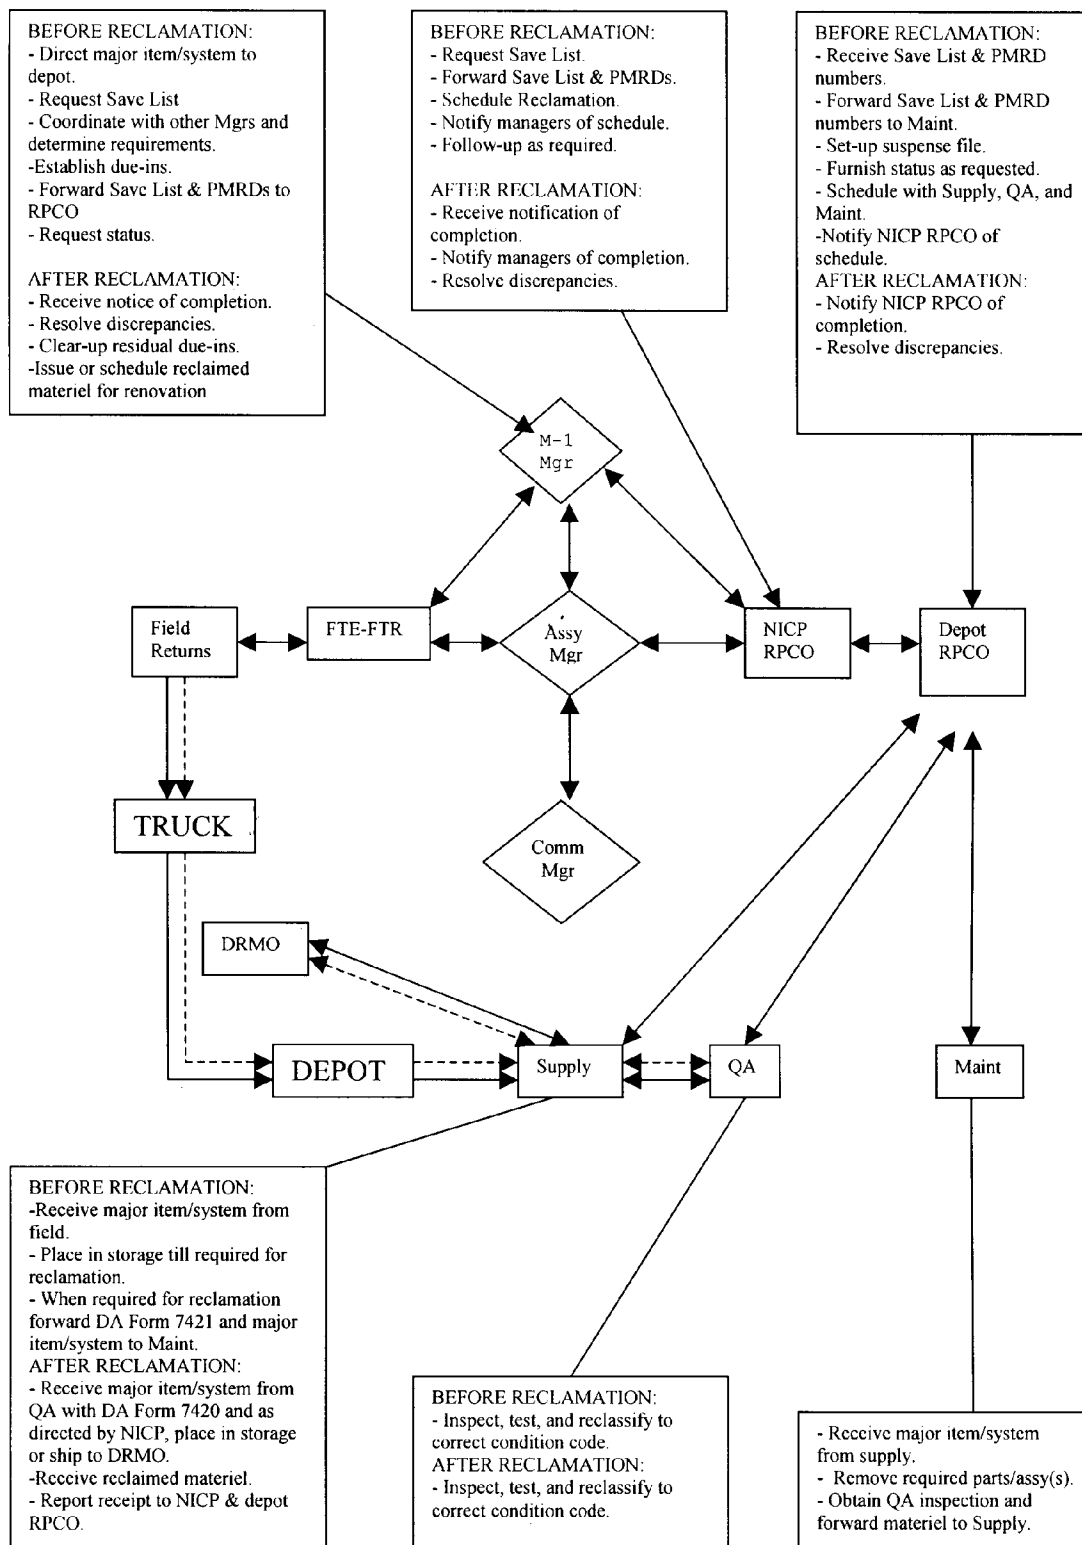 BEFORE RECLAMATION:
- Direct major item/system to
depot.
- Request Save List
- Coordinate with other Mgrs and
determine requirements.
-Establish due-ins.
- Forward Save List & PMRDs to
RPCO
- Request status.
AFTER RECLAMATION:
- Receive notice of completion.
- Resolve discrepancies.
- Clear-up residual due-ins.
-Issue or schedule reclaimed
materiel for renovation
BEFORE RECLAMATION:
- Request Save List.
- Forward Save List & PMRDs.
- Schedule Reclamation.
- Notify managers of schedule.
- Follow-up as required.
AFTER RECLAMATION:
- Receive notification of
completion.
- Notify managers of completion.
- Resolve discrepancies.
BEFORE RECLAMATION:
- Receive Save List & PMRD
numbers.
- Forward Save List & PMRD
numbers to Maint.
- Set-up suspense file.
- Furnish status as requested.
- Schedule with Supply, QA, and
Maint.
-Notify NICP RPCO of
schedule.
AFTER RECLAMATION:
- Notify NICP RPCO of
completion.
- Resolve discrepancies.
M-1
Mgr
Field
Returns
FTE-FTR
Assy
Mgr
NICP
RPCO
Depot
RPCO
TRUCK
Comm
Mgr
DRMO
DEPOT
Supply
QA
Maint
BEFORE RECLAMATION:
-Receive major item/system from
field.
- Place in storage till required for
reclamation.
- When required for reclamation
forward DA Form 7421 and major
item/system to Maint.
AFTER RECLAMATION:
- Receive major item/system from
QA with DA Form 7420 and as
directed by NICP, place in storage
or ship to DRMO.
-Receive reclaimed materiel.
- Report receipt to NICP & depot
RPCO.
BEFORE RECLAMATION:
- Inspect, test, and reclassify to
correct condition code.
AFTER RECLAMATION:
- Inspect, test, and reclassify to
correct condition code.
- Receive major item/system
from supply.
- Remove required parts/assy(s).
- Obtain QA inspection and
forward materiel to Supply.